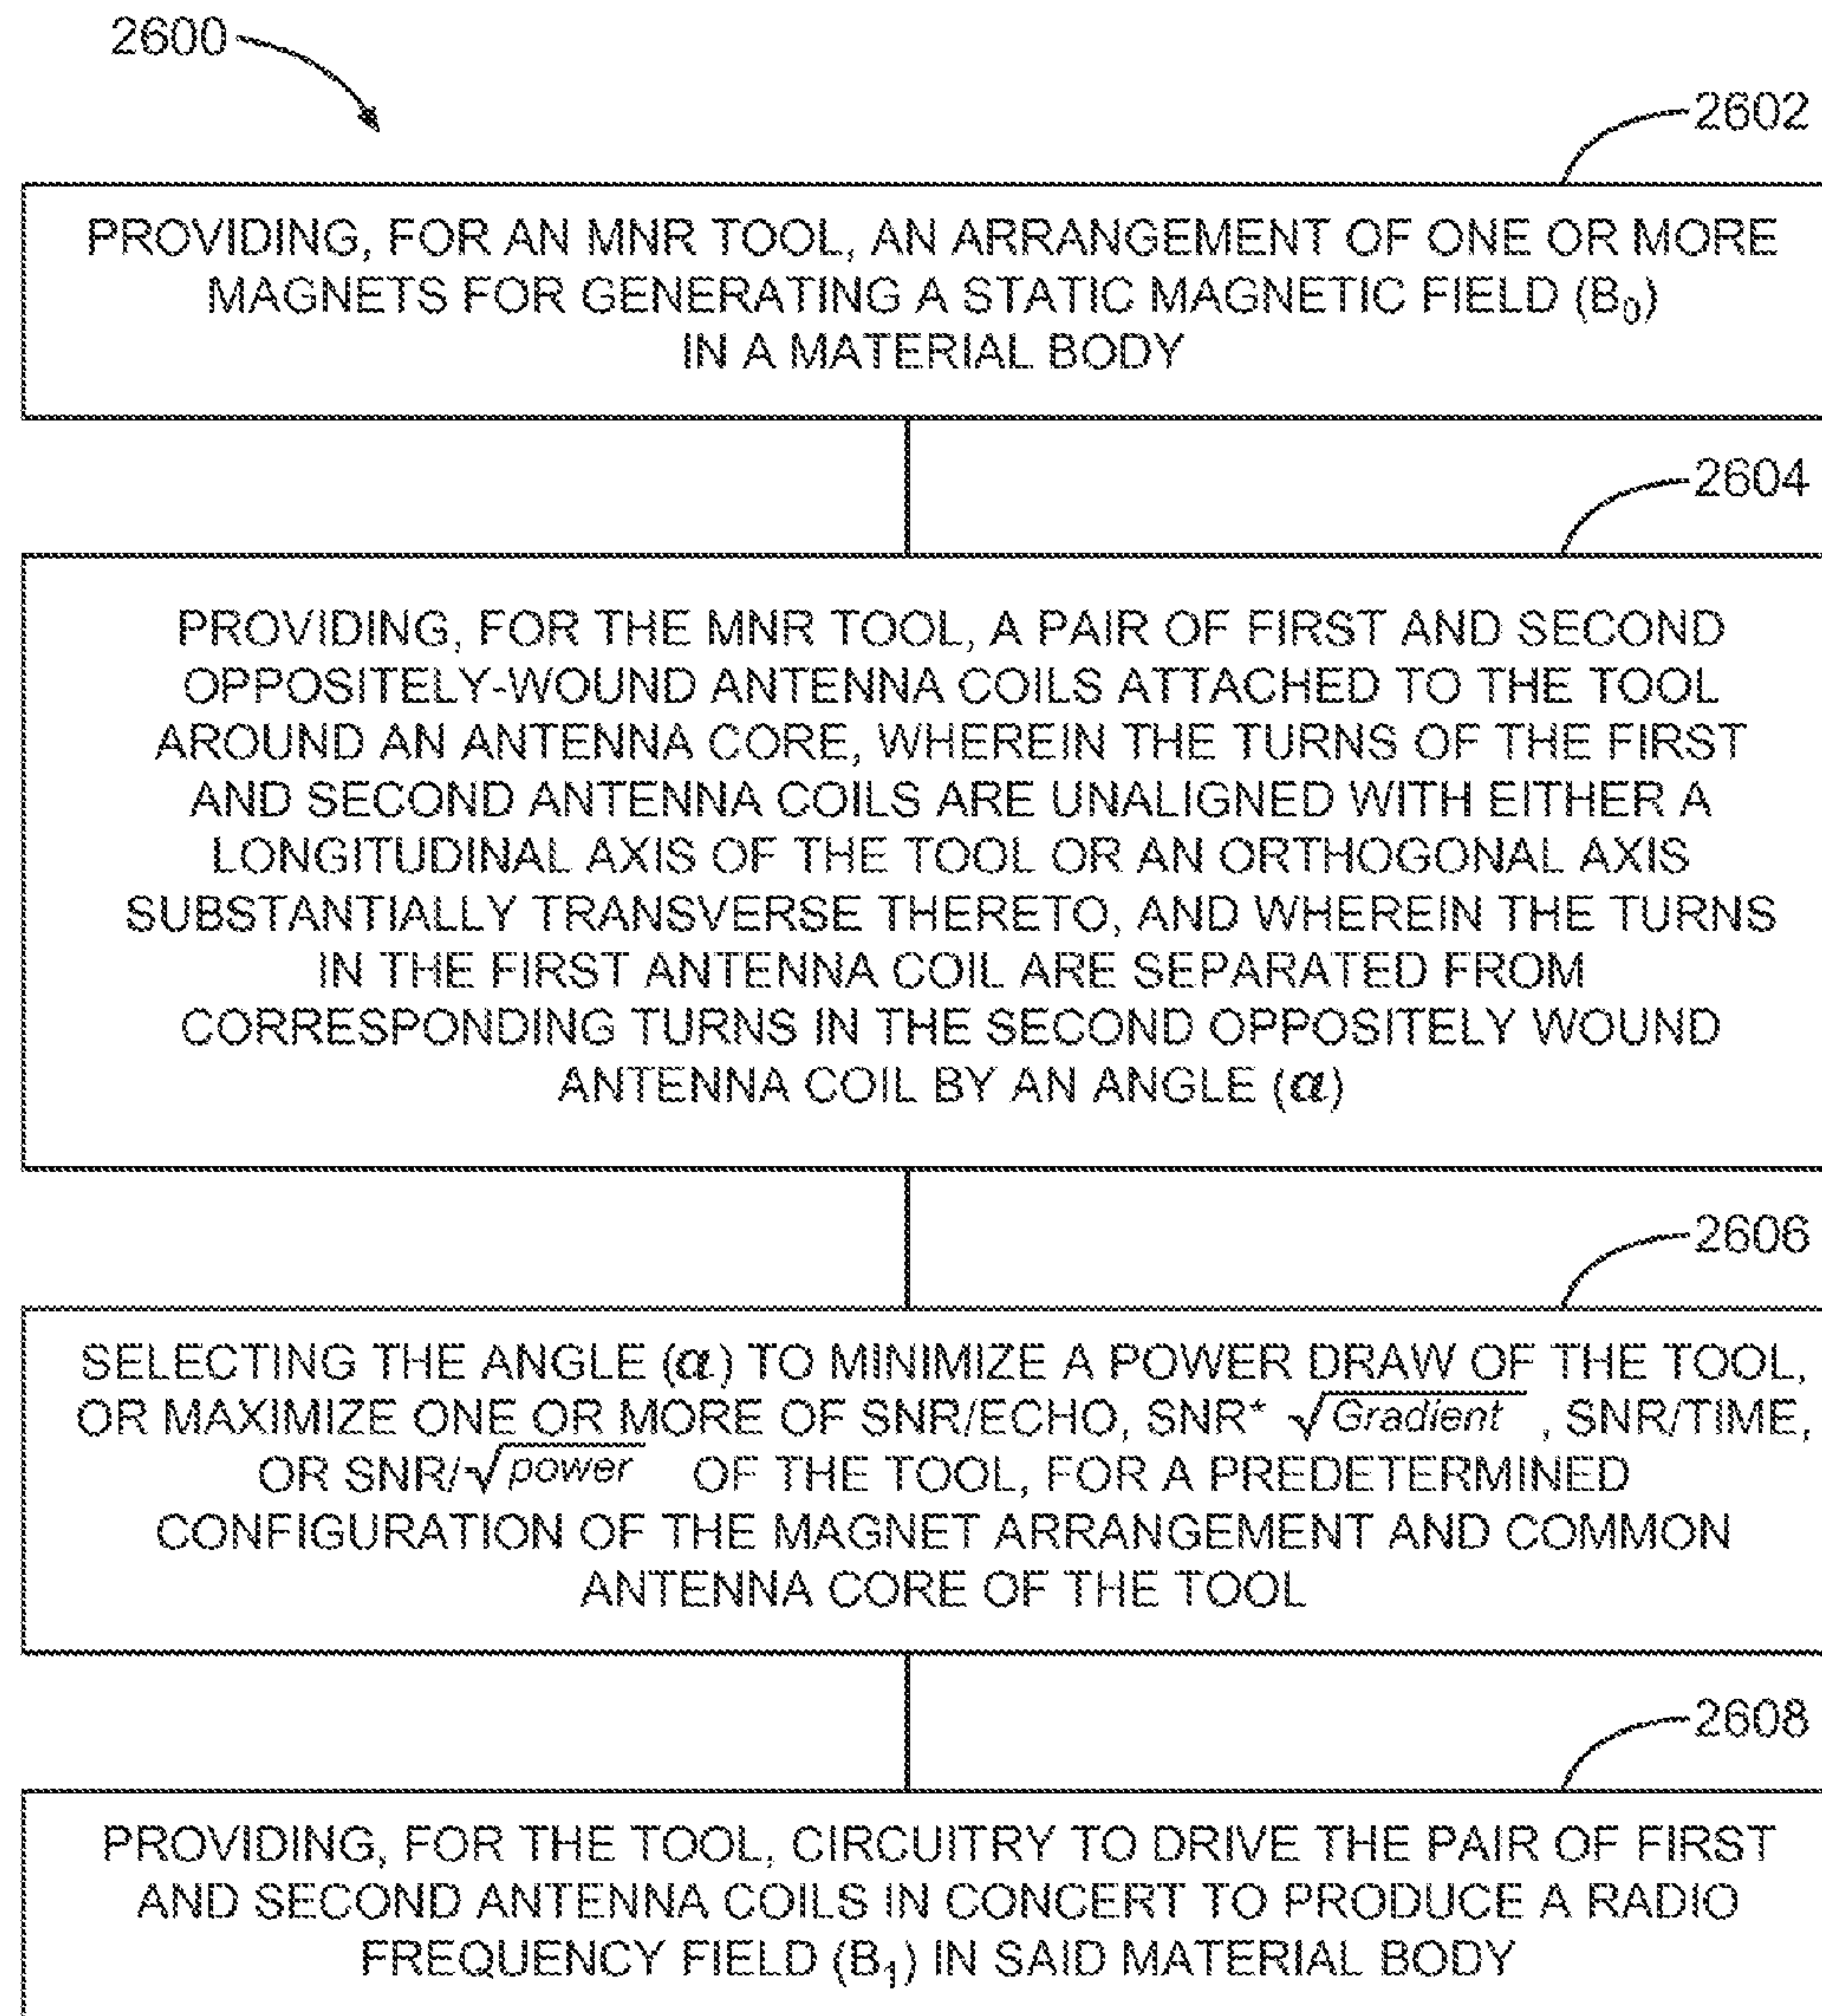 2600
2602
PROVIDING, FOR AN MNR TOOL, AN ARRANGEMENT OF ONE OR MORE
MAGNETS FOR GENERATING A STATIC MAGNETIC FIELD (B₀)
IN A MATERIAL BODY
2604
PROVIDING, FOR THE MNR TOOL, A PAIR OF FIRST AND SECOND
OPPOSITELY-WOUND ANTENNA COILS ATTACHED TO THE TOOL
AROUND AN ANTENNA CORE, WHEREIN THE TURNS OF THE FIRST
AND SECOND ANTENNA COILS ARE UNALIGNED WITH EITHER A
LONGITUDINAL AXIS OF THE TOOL OR AN ORTHOGONAL AXIS
SUBSTANTIALLY TRANSVERSE THERETO, AND WHEREIN THE TURNS
IN THE FIRST ANTENNA COIL ARE SEPARATED FROM
CORRESPONDING TURNS IN THE SECOND OPPOSITELY WOUND
ANTENNA COIL BY AN ANGLE (α)
2606
SELECTING THE ANGLE (α) TO MINIMIZE A POWER DRAW OF THE TOOL,
OR MAXIMIZE ONE OR MORE OF SNR/ECHO, SNR* √Gradient , SNR/TIME,
OR SNR/√power OF THE TOOL, FOR A PREDETERMINED
CONFIGURATION OF THE MAGNET ARRANGEMENT AND COMMON
ANTENNA CORE OF THE TOOL
2608
PROVIDING, FOR THE TOOL, CIRCUITRY TO DRIVE THE PAIR OF FIRST
AND SECOND ANTENNA COILS IN CONCERT TO PRODUCE A RADIO
FREQUENCY FIELD (B₁) IN SAID MATERIAL BODY